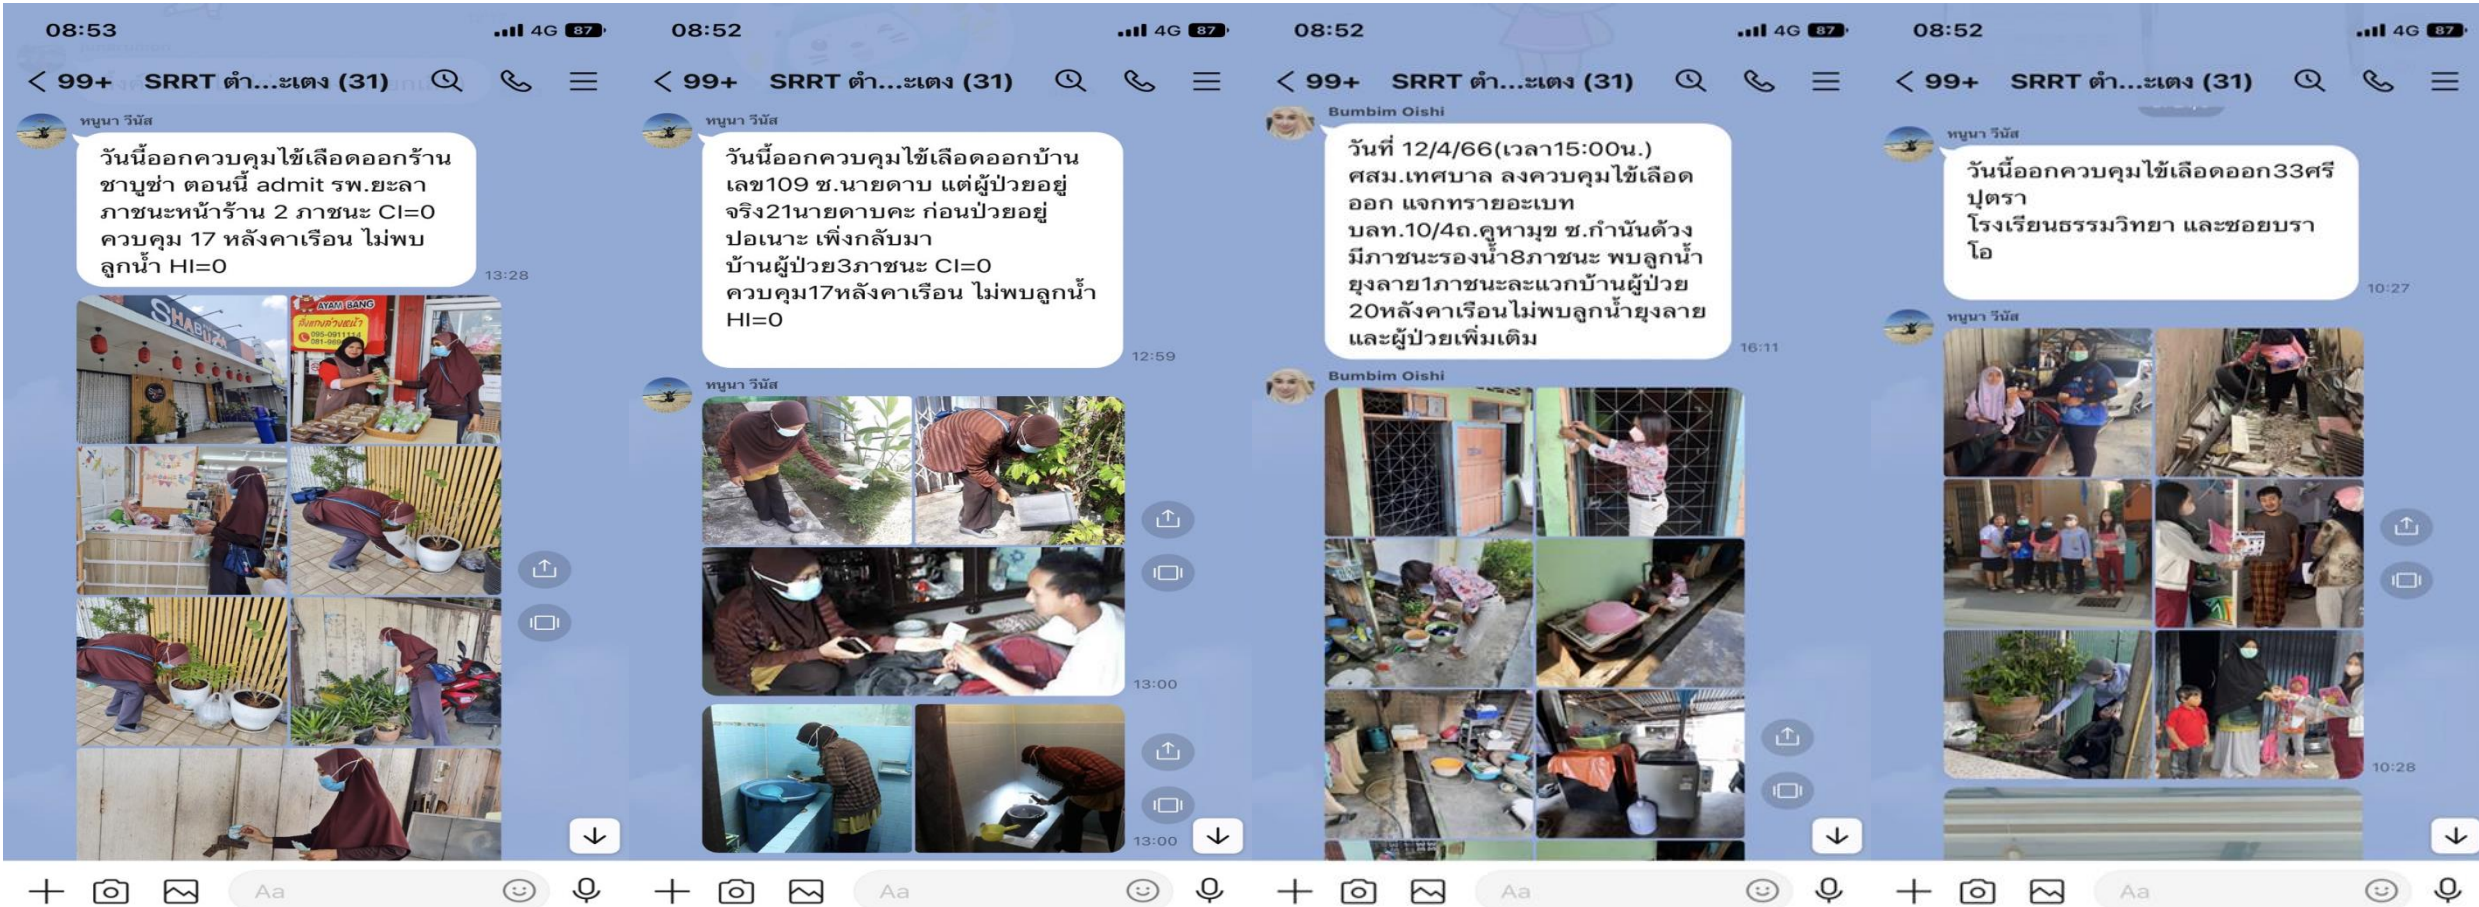 08:53
4G 87
99+ SRRT ตำ...ะเตง (31)
หนูนา วีนัส
วันนี้ออกควบคุมไข้เลือดออกร้าน
ชาบูซ่า ตอนนี้ admit รพ.ยะลา
ภาชนะหน้าร้าน 2 ภาชนะ CI=0
ควบคุม 17 หลังคาเรือน ไม่พบ
ลูกน้ำ HI=0
13:28
SHABUZA
AYAM BANG
095-0911114
Aa
08:52
4G 87
99+ SRRT ตำ...ะเตง (31)
หนูนา วีนัส
วันนี้ออกควบคุมไข้เลือดออกบ้าน
เลข109 ซ.นายดาบ แต่ผู้ป่วยอยู่
จริง21นายดาบคะ ก่อนป่วยอยู่
ปอเนาะ เพิ่งกลับมา
บ้านผู้ป่วย3ภาชนะ CI=0
ควบคุม17หลังคาเรือน ไม่พบลูกน้ำ
HI=0
12:59
หนูนา วีนัส
13:00
13:00
Aa
08:52
4G 87
99+ SRRT ตำ...ะเตง (31)
Bumbim Oishi
วันที่ 12/4/66(เวลา15:00น.)
ศสม.เทศบาล ลงควบคุมไข้เลือด
ออก แจกทรายอะเบท
บลท.10/4ถ.คูหามุข ซ.กำนันด้วง
มีภาชนะรองน้ำ8ภาชนะ พบลูกน้ำ
ยุงลาย1ภาชนะละแวกบ้านผู้ป่วย
20หลังคาเรือนไม่พบลูกน้ำยุงลาย
และผู้ป่วยเพิ่มเติม
16:11
Bumbim Oishi
Aa
08:52
4G 87
99+ SRRT ตำ...ะเตง (31)
หนูนา วีนัส
วันนี้ออกควบคุมไข้เลือดออก33ศรี
ปุตรา
โรงเรียนธรรมวิทยา และซอยบรา
โอ
10:27
หนูนา วีนัส
10:28
Aa